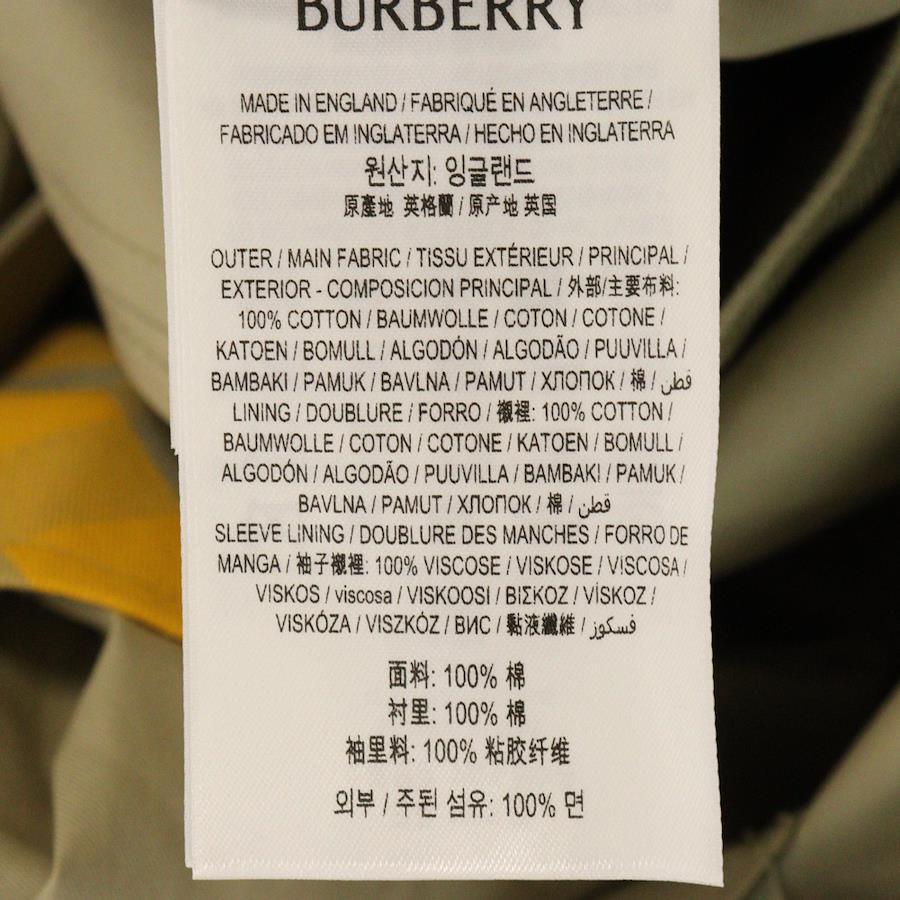 BURBERRY
MADE IN ENGLAND / FABRIQUÉ EN ANGLETERRE /
FABRICADO EM INGLATERRA / HECHO EN INGLATERRA
원산지: 잉글랜드
原產地 英格蘭 / 原产地 英国
OUTER / MAIN FABRIC / TISSU EXTÉRIEUR / PRINCIPAL /
EXTERIOR - COMPOSICION PRINCIPAL / 外部/主要布料:
100% COTTON / BAUMWOLLE / COTON / COTONE /
KATOEN / BOMULL / ALGODÓN / ALGODÃO / PUUVILLA /
BAMBAKI / PAMUK / BAVLNA / PAMUT / ХЛОПОК / 棉 / قطن
LINING / DOUBLURE / FORRO / 襯裡: 100% COTTON /
BAUMWOLLE / COTON / COTONE / KATOEN / BOMULL /
ALGODÓN / ALGODÃO / PUUVILLA / BAMBAKI / PAMUK /
BAVLNA / PAMUT / ХЛОПОК / 棉 / قطن
SLEEVE LINING / DOUBLURE DES MANCHES / FORRO DE
MANGA / 袖子襯裡: 100% VISCOSE / VISKOSE / VISCOSA /
VISKOS / viscosa / VISKOOSI / ΒΙΣΚΟΖ / VÍSKOZ /
VISKÓZA / VISZKÓZ / ВИС / 黏液纖維 / فسكوز
面料: 100% 棉
衬里: 100% 棉
袖里料: 100% 粘胶纤维
외부 / 주된 섬유: 100% 면